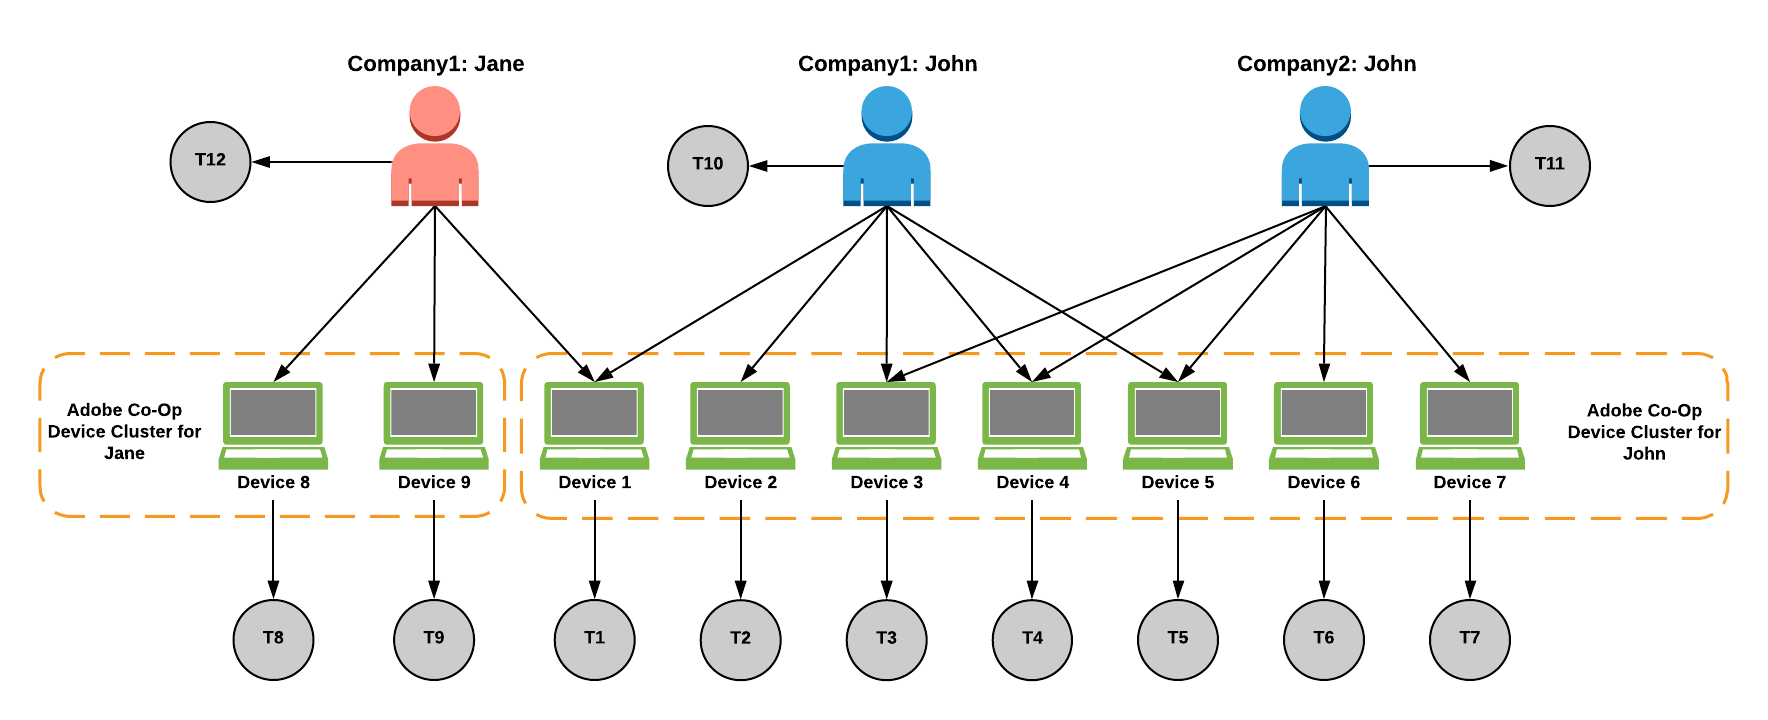 Company1: Jane
Company1: John
Company2: John
T12
T10
T11
Adobe Co-Op
Device Cluster for
Jane
Adobe Co-Op
Device Cluster for
John
Device 8
Device 9
Device 1
Device 2
Device 3
Device 4
Device 5
Device 6
Device 7
T8
T9
T1
T2
T3
T4
T5
T6
T7